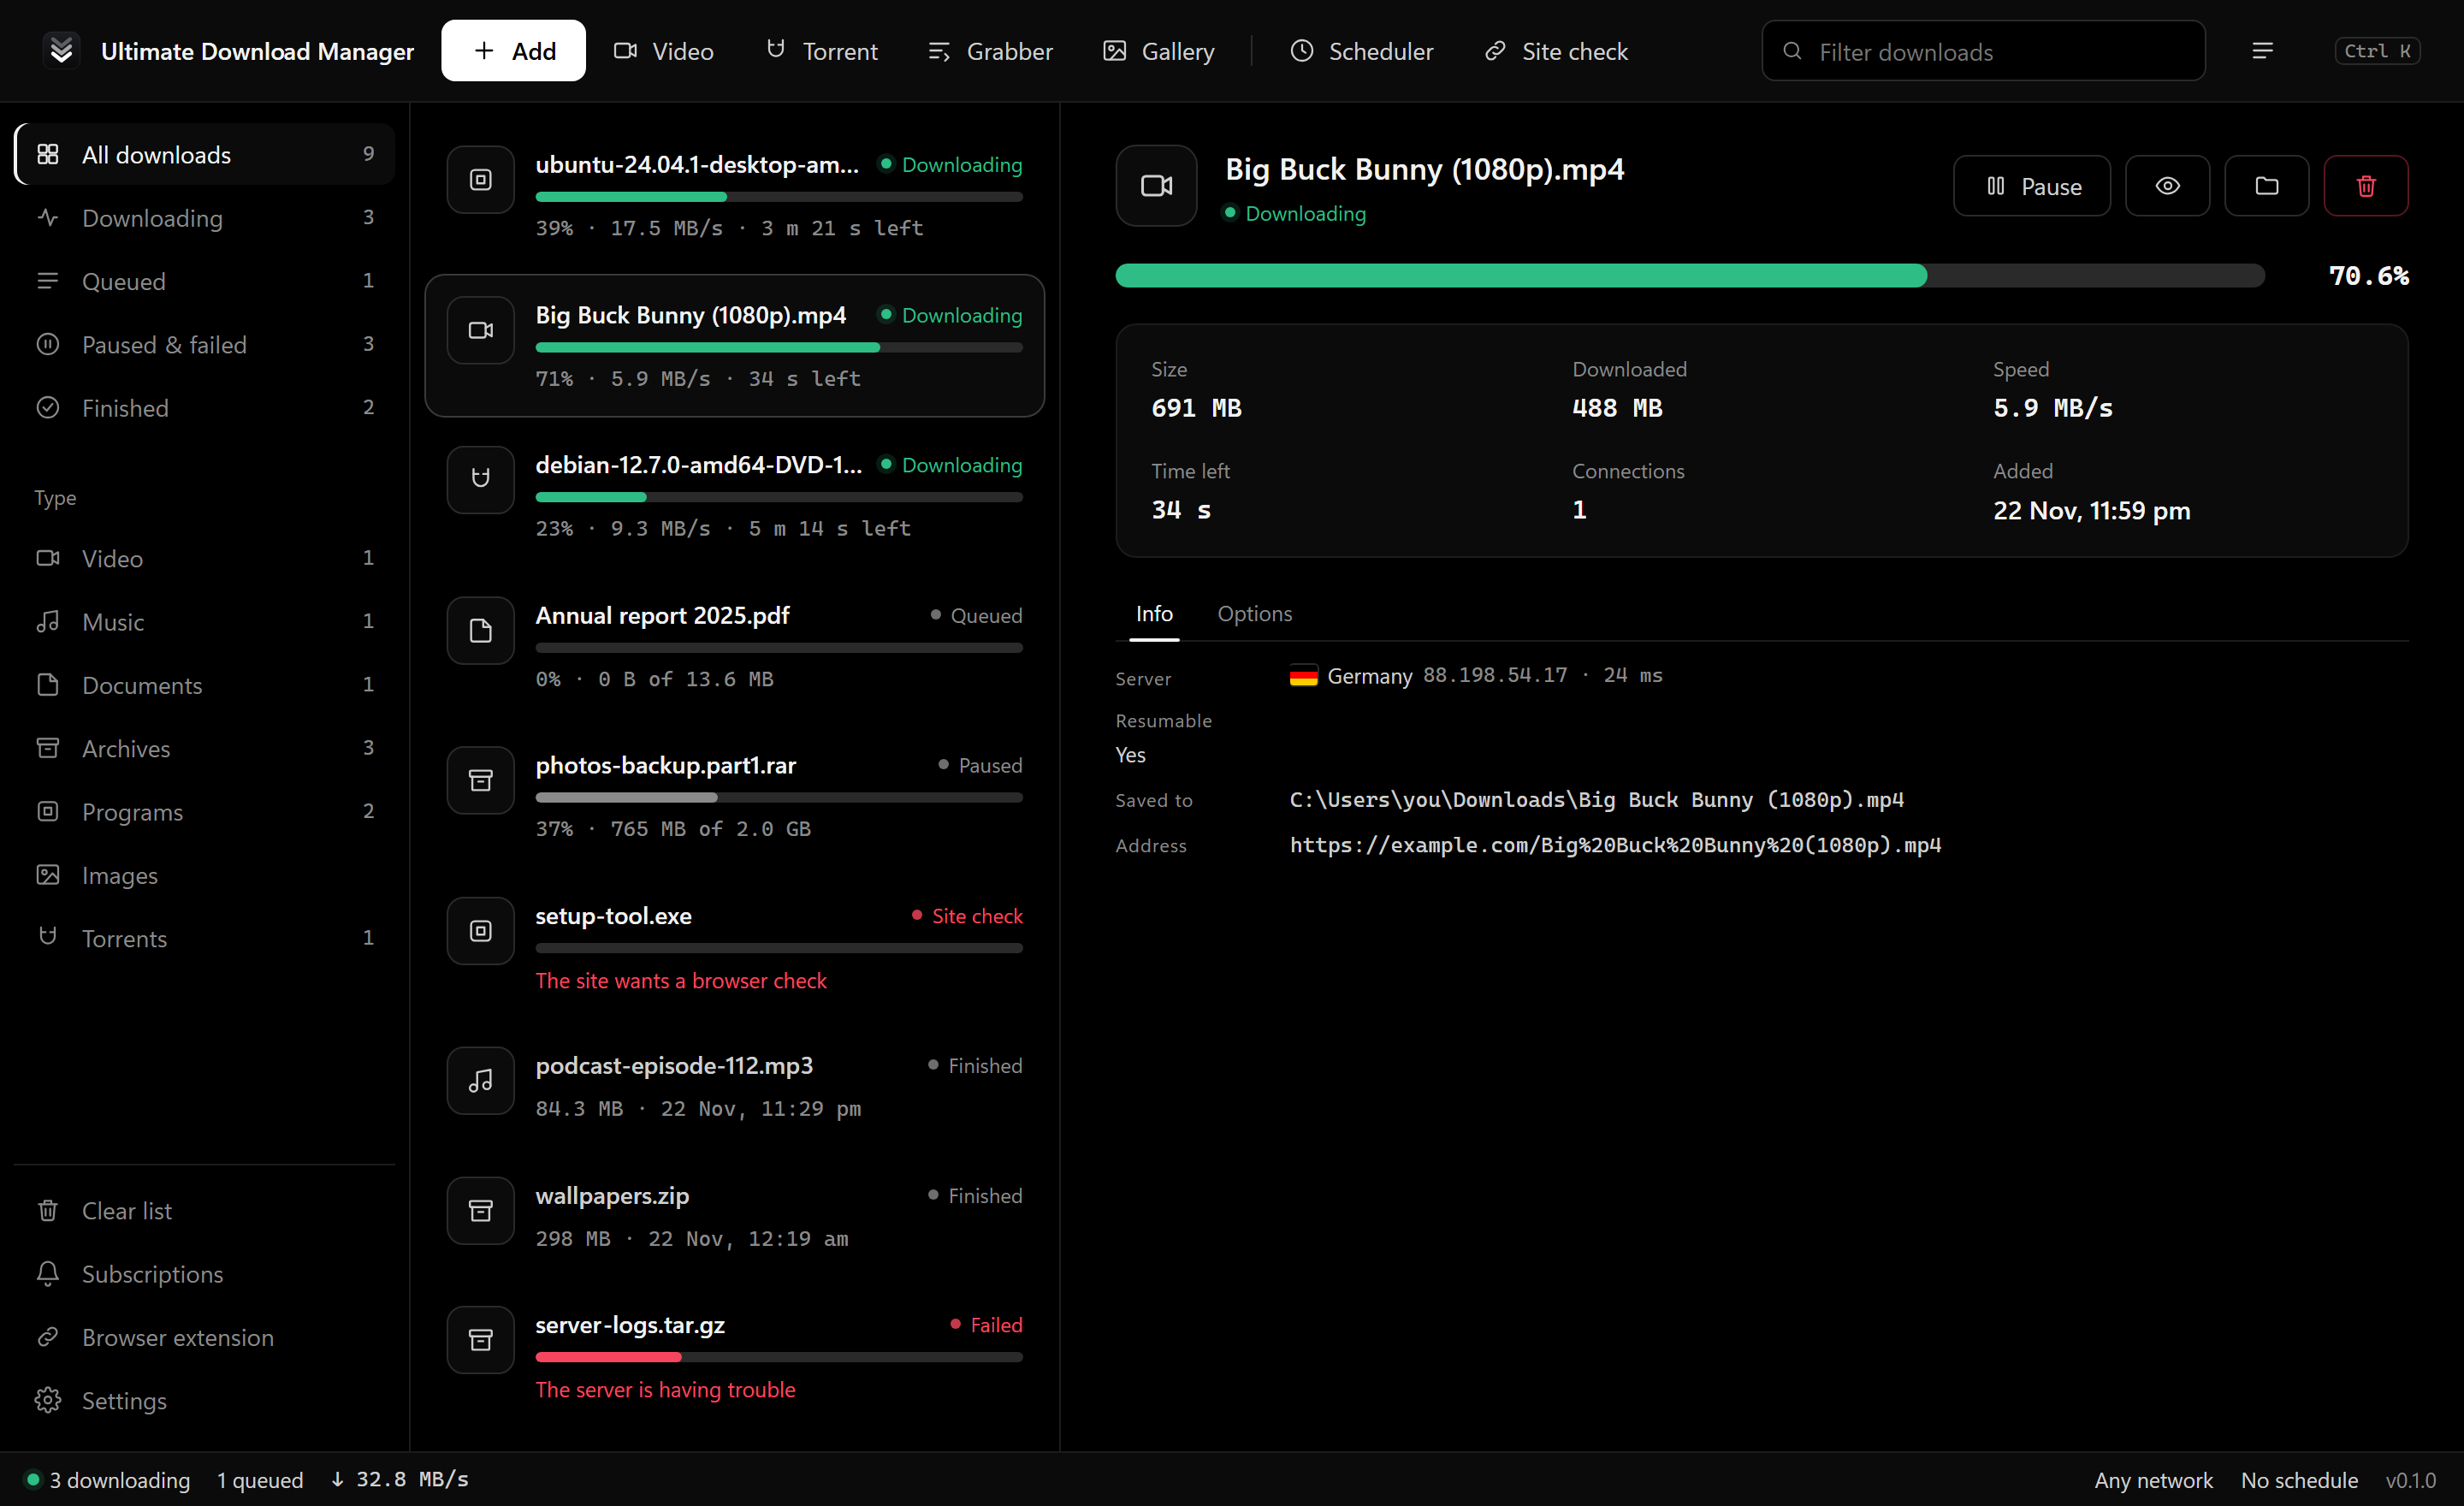 Ultimate Download Manager
Add
Video
Torrent
Grabber
Gallery
Scheduler
Site check
Filter downloads
Ctrl K
All downloads 9
Downloading 3
Queued 1
Paused & failed 3
Finished 2
Type
Video 1
Music 1
Documents 1
Archives 3
Programs 2
Images
Torrents 1
Clear list
Subscriptions
Browser extension
Settings
ubuntu-24.04.1-desktop-am... Downloading
39% · 17.5 MB/s · 3 m 21 s left
Big Buck Bunny (1080p).mp4 Downloading
71% · 5.9 MB/s · 34 s left
debian-12.7.0-amd64-DVD-1... Downloading
23% · 9.3 MB/s · 5 m 14 s left
Annual report 2025.pdf Queued
0% · 0 B of 13.6 MB
photos-backup.part1.rar Paused
37% · 765 MB of 2.0 GB
setup-tool.exe Site check
The site wants a browser check
podcast-episode-112.mp3 Finished
84.3 MB · 22 Nov, 11:29 pm
wallpapers.zip Finished
298 MB · 22 Nov, 12:19 am
server-logs.tar.gz Failed
The server is having trouble
Big Buck Bunny (1080p).mp4
Downloading
Pause
70.6%
Size Downloaded Speed
691 MB 488 MB 5.9 MB/s
Time left Connections Added
34 s 1 22 Nov, 11:59 pm
Info Options
Server Germany 88.198.54.17 · 24 ms
Resumable
Yes
Saved to C:\Users\you\Downloads\Big Buck Bunny (1080p).mp4
Address https://example.com/Big%20Buck%20Bunny%20(1080p).mp4
3 downloading 1 queued ↓ 32.8 MB/s
Any network No schedule v0.1.0